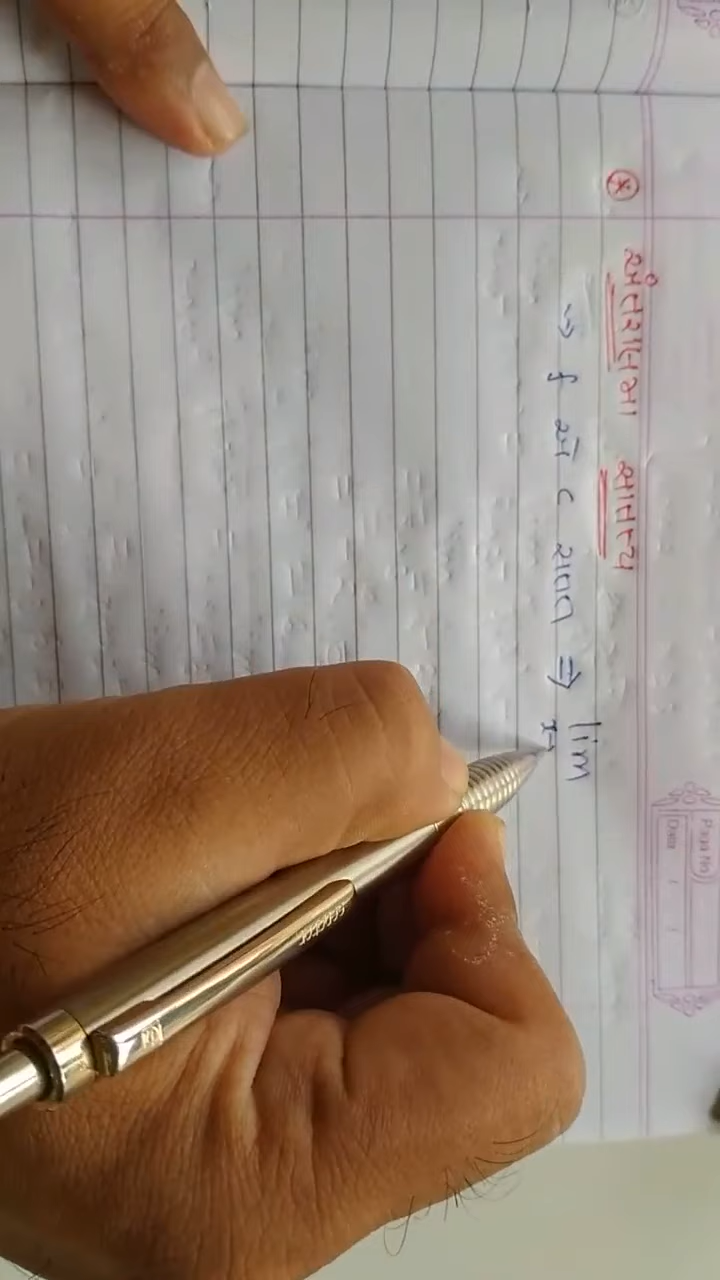 * અંતરાલમાં સાતત્ય
Page No.
Date / /
→ f એ c સતત ⇒ lim
x→